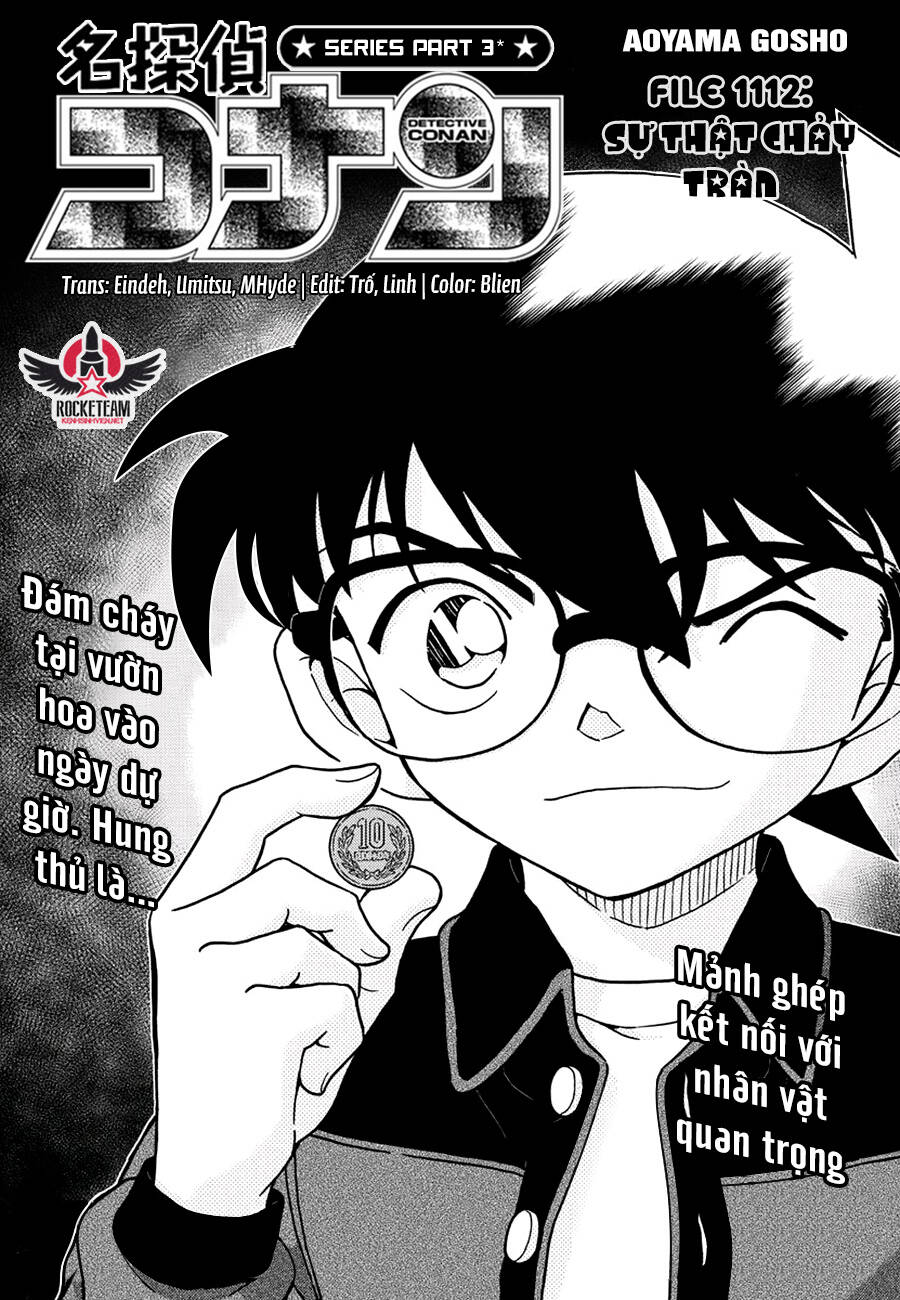 名探偵
★ SERIES PART 3* ★
コナン
DETECTIVE
CONAN
AOYAMA GOSHO
FILE 1112:
SỰ THẬT CHẢY
TRÀN
Trans: Eindeh, Umitsu, MHyde | Edit: Trố, Linh | Color: Blien
ROCKETEAM
KENHSINHVIEN.NET
Đám cháy
tại vườn
hoa vào
ngày dự
giờ. Hung
thủ là...
10
Mảnh ghép
kết nối với
nhân vật
quan trọng